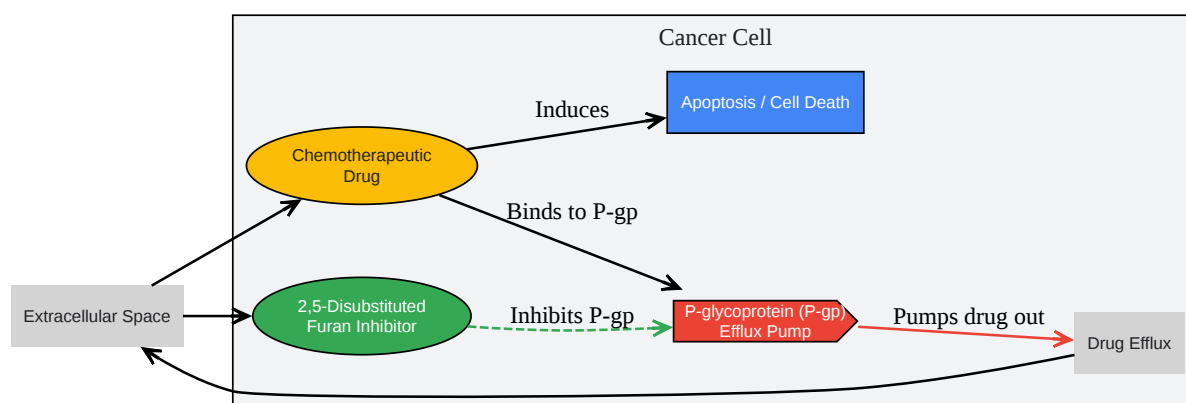 Cancer Cell
Apoptosis / Cell Death
Induces
Chemotherapeutic
Drug
Binds to P-gp
Extracellular Space
2,5-Disubstituted
Furan Inhibitor
Inhibits P-gp
P-glycoprotein (P-gp)
Efflux Pump
Pumps drug out
Drug Efflux